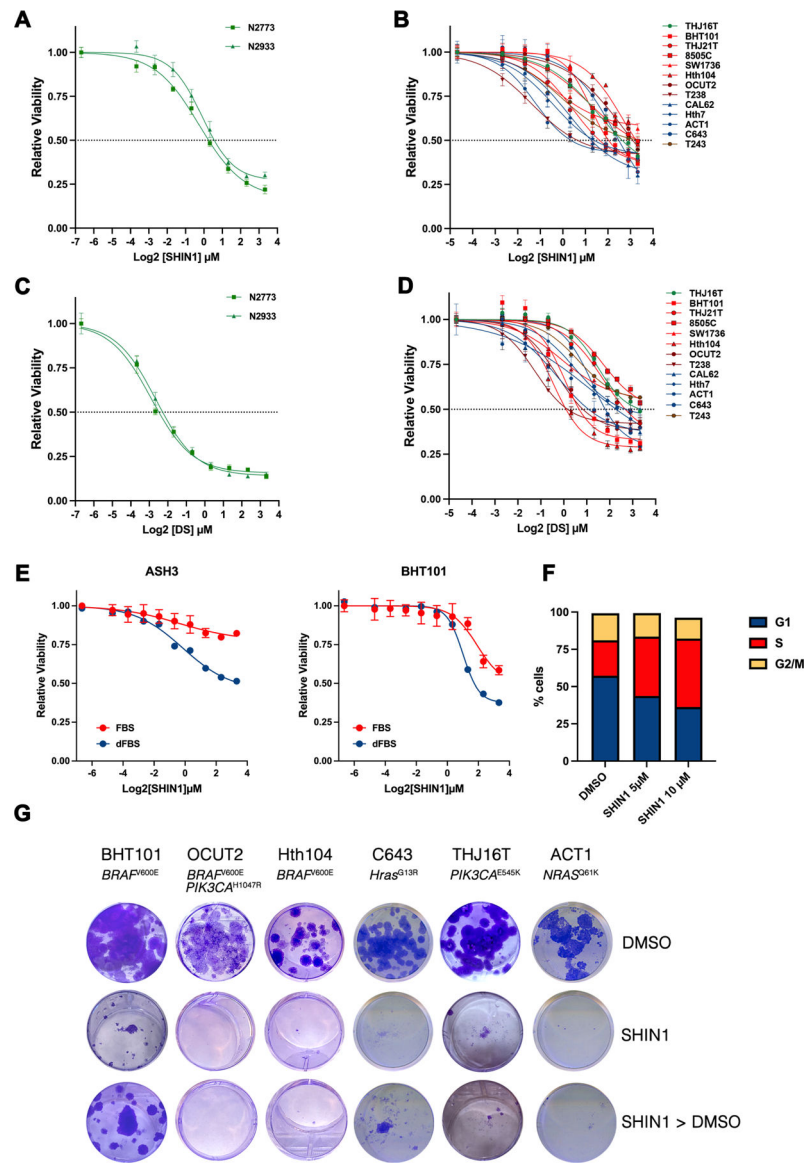 A
N2773
N2933
Relative Viability
1.00
0.75
0.50
0.25
0.00
-7 -6 -5 -4 -3 -2 -1 0 1 2 3 4
Log2 [SHIN1] µM
B
THJ16T
BHT101
THJ21T
8505C
SW1736
Hth104
OCUT2
T238
CAL62
Hth7
ACT1
C643
T243
Relative Viability
1.00
0.75
0.50
0.25
0.00
-5 -4 -3 -2 -1 0 1 2 3 4
Log2 [SHIN1] µM
C
N2773
N2933
Relative Viability
1.00
0.75
0.50
0.25
0.00
-7 -6 -5 -4 -3 -2 -1 0 1 2 3 4
Log2 [DS] µM
D
THJ16T
BHT101
THJ21T
8505C
SW1736
Hth104
OCUT2
T238
CAL62
Hth7
ACT1
C643
T243
Relative Viability
1.00
0.75
0.50
0.25
0.00
-5 -4 -3 -2 -1 0 1 2 3 4
Log2 [DS] µM
E
ASH3
Relative Viability
1.00
0.75
0.50
0.25
0.00
FBS
dFBS
-6 -4 -2 0 2 4
Log2[SHIN1]µM
BHT101
Relative Viability
1.00
0.75
0.50
0.25
0.00
FBS
dFBS
-6 -4 -2 0 2 4
Log2[SHIN1]µM
F
% cells
100
75
50
25
0
DMSO
SHIN1 5µM
SHIN1 10 µM
G1
S
G2/M
G
BHT101 OCUT2 Hth104 C643 THJ16T ACT1
BRAFV600E BRAFV600E BRAFV600E HrasG13R PIK3CAE545K NRASQ61K
PIK3CAH1047R
DMSO
SHIN1
SHIN1 > DMSO